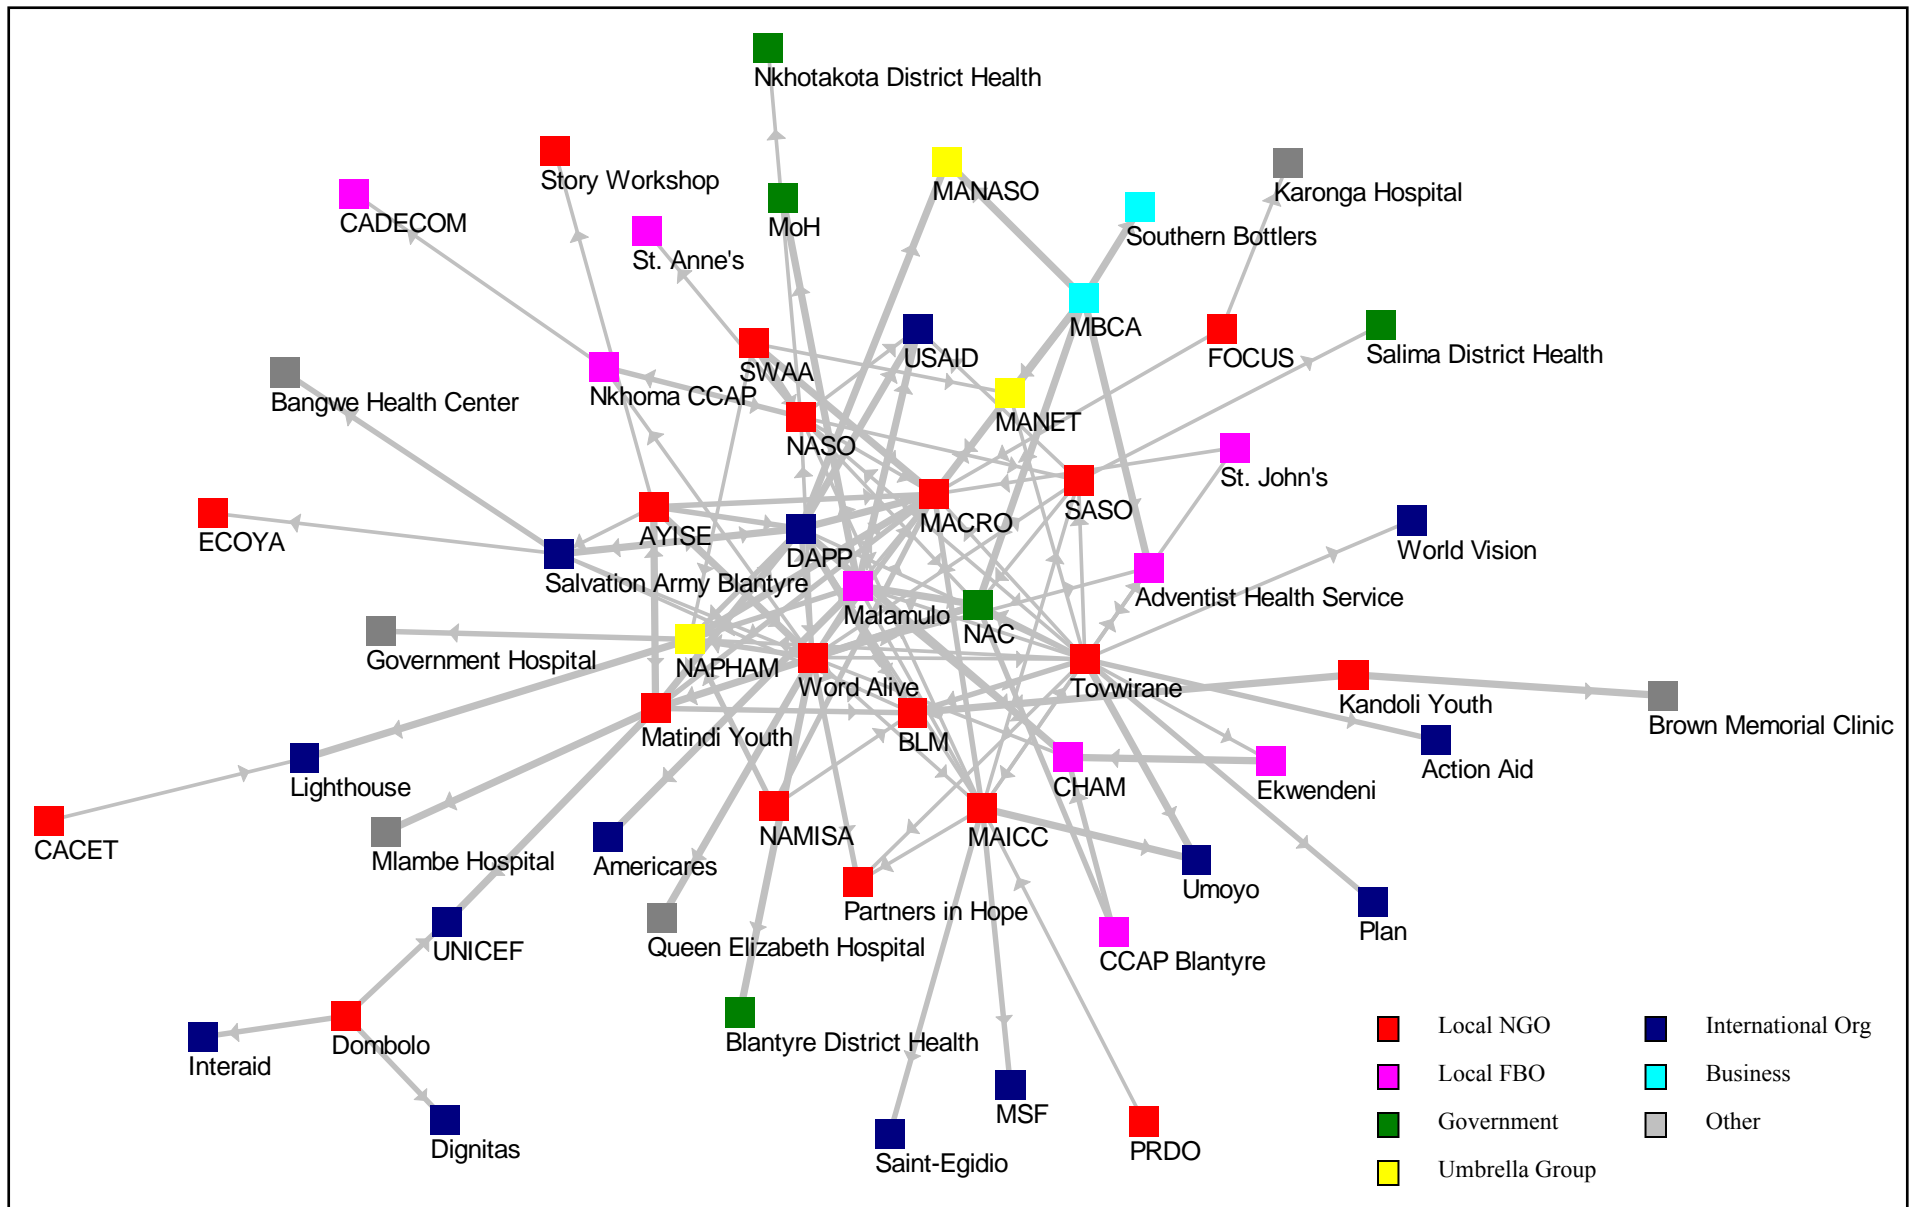 Nkhotakota District Health
Story Workshop
MANASO
Karonga Hospital
CADECOM
MoH
Southern Bottlers
St. Anne's
MBCA
FOCUS
Salima District Health
USAID
SWAA
Nkhoma CCAP
Bangwe Health Center
MANET
NASO
St. John's
SASO
MACRO
AYISE
ECOYA
World Vision
DAPP
Salvation Army Blantyre
Adventist Health Service
Malamulo
NAC
Government Hospital
NAPHAM
Word Alive
Tovwirane
Kandoli Youth
Brown Memorial Clinic
Matindi Youth
BLM
Action Aid
Lighthouse
CHAM
Ekwendeni
NAMISA
MAICC
CACET
Mlambe Hospital
Americares
Umoyo
Partners in Hope
Plan
Queen Elizabeth Hospital
UNICEF
CCAP Blantyre
Blantyre District Health
Dombolo
Interaid
MSF
Dignitas
PRDO
Saint-Egidio
Local NGO
International Org
Local FBO
Business
Government
Other
Umbrella Group